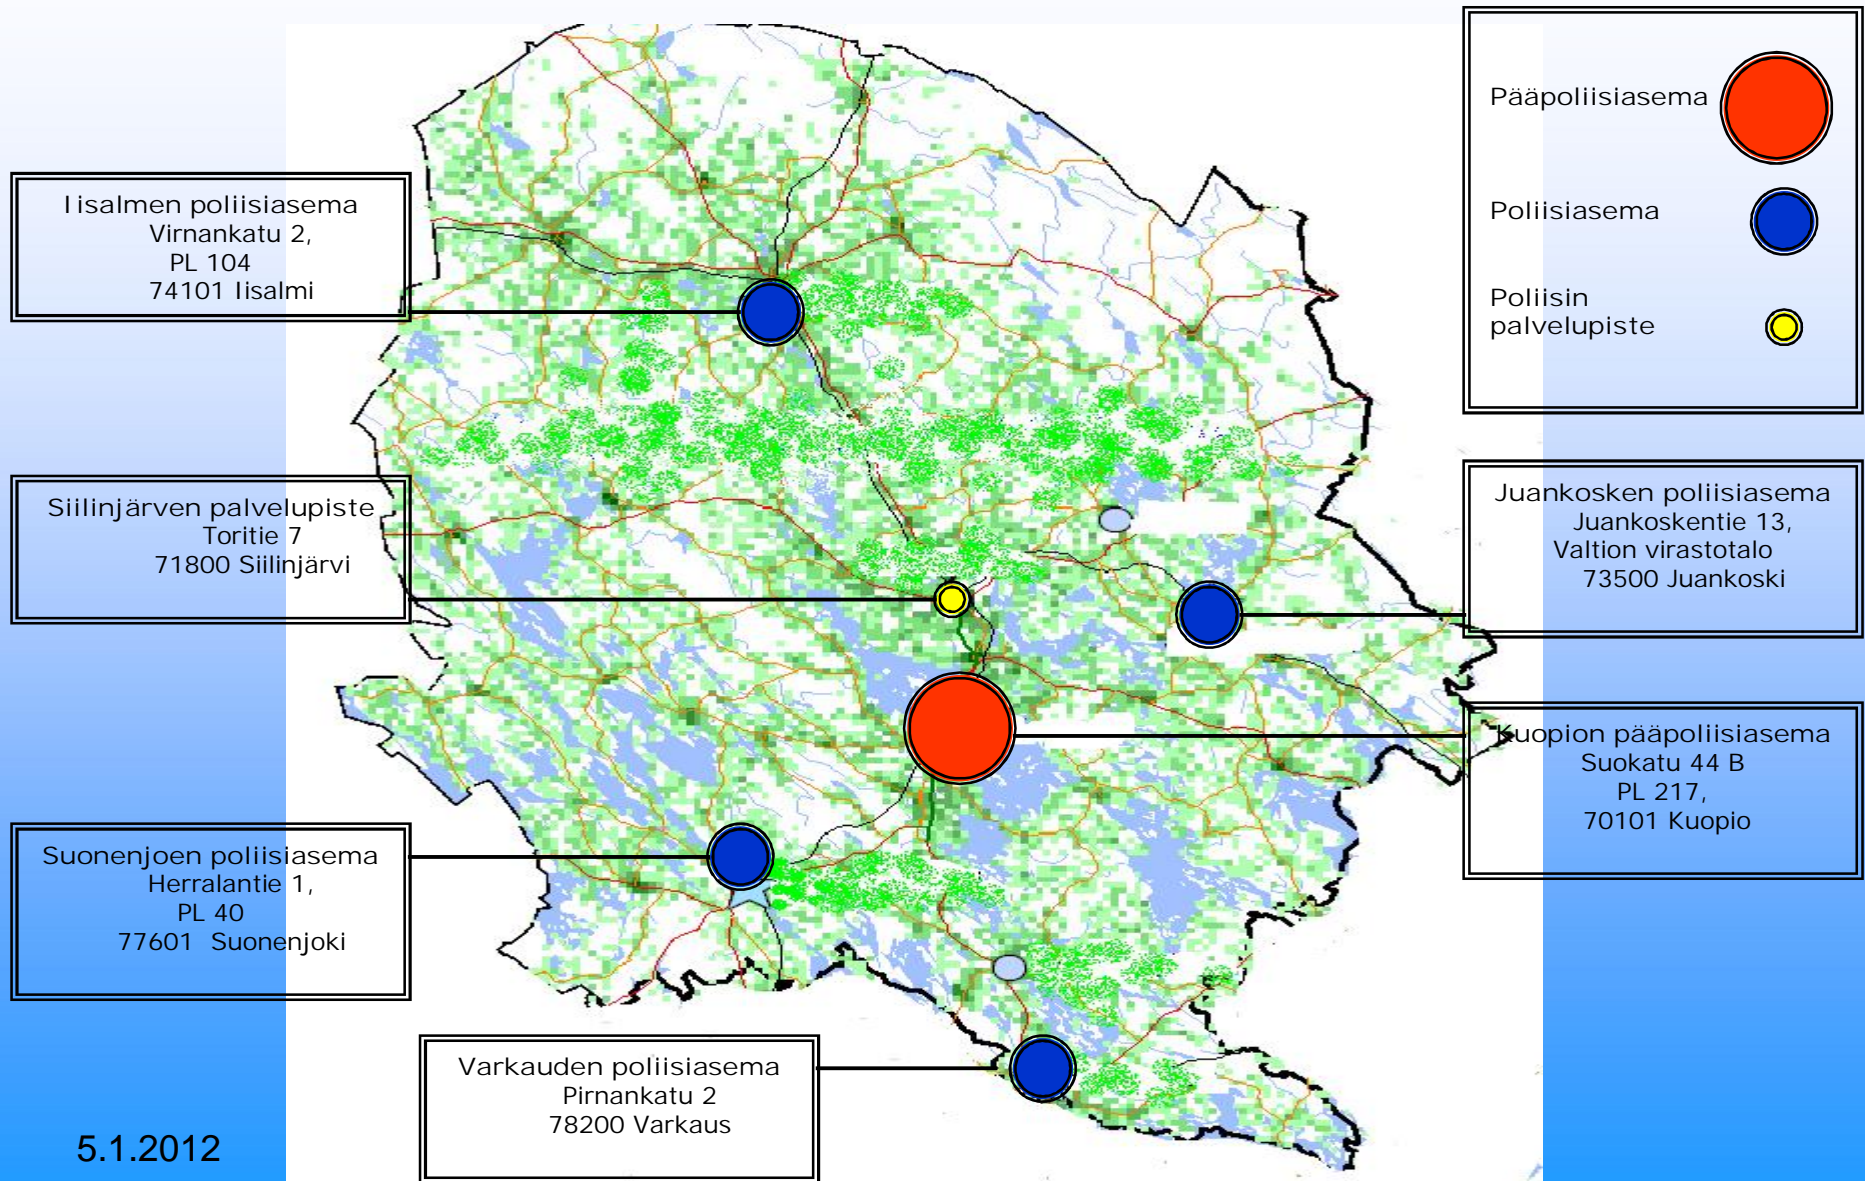 Pääpoliisiasema
Poliisiasema
Poliisin
palvelupiste
Iisalmen poliisiasema
Virnankatu 2,
PL 104
74101 Iisalmi
Siilinjärven palvelupiste
Toritie 7
71800 Siilinjärvi
Juankosken poliisiasema
Juankoskentie 13,
Valtion virastotalo
73500 Juankoski
Kuopion pääpoliisiasema
Suokatu 44 B
PL 217,
70101 Kuopio
Suonenjoen poliisiasema
Herralantie 1,
PL 40
77601 Suonenjoki
Varkauden poliisiasema
Pirnankatu 2
78200 Varkaus
5.1.2012